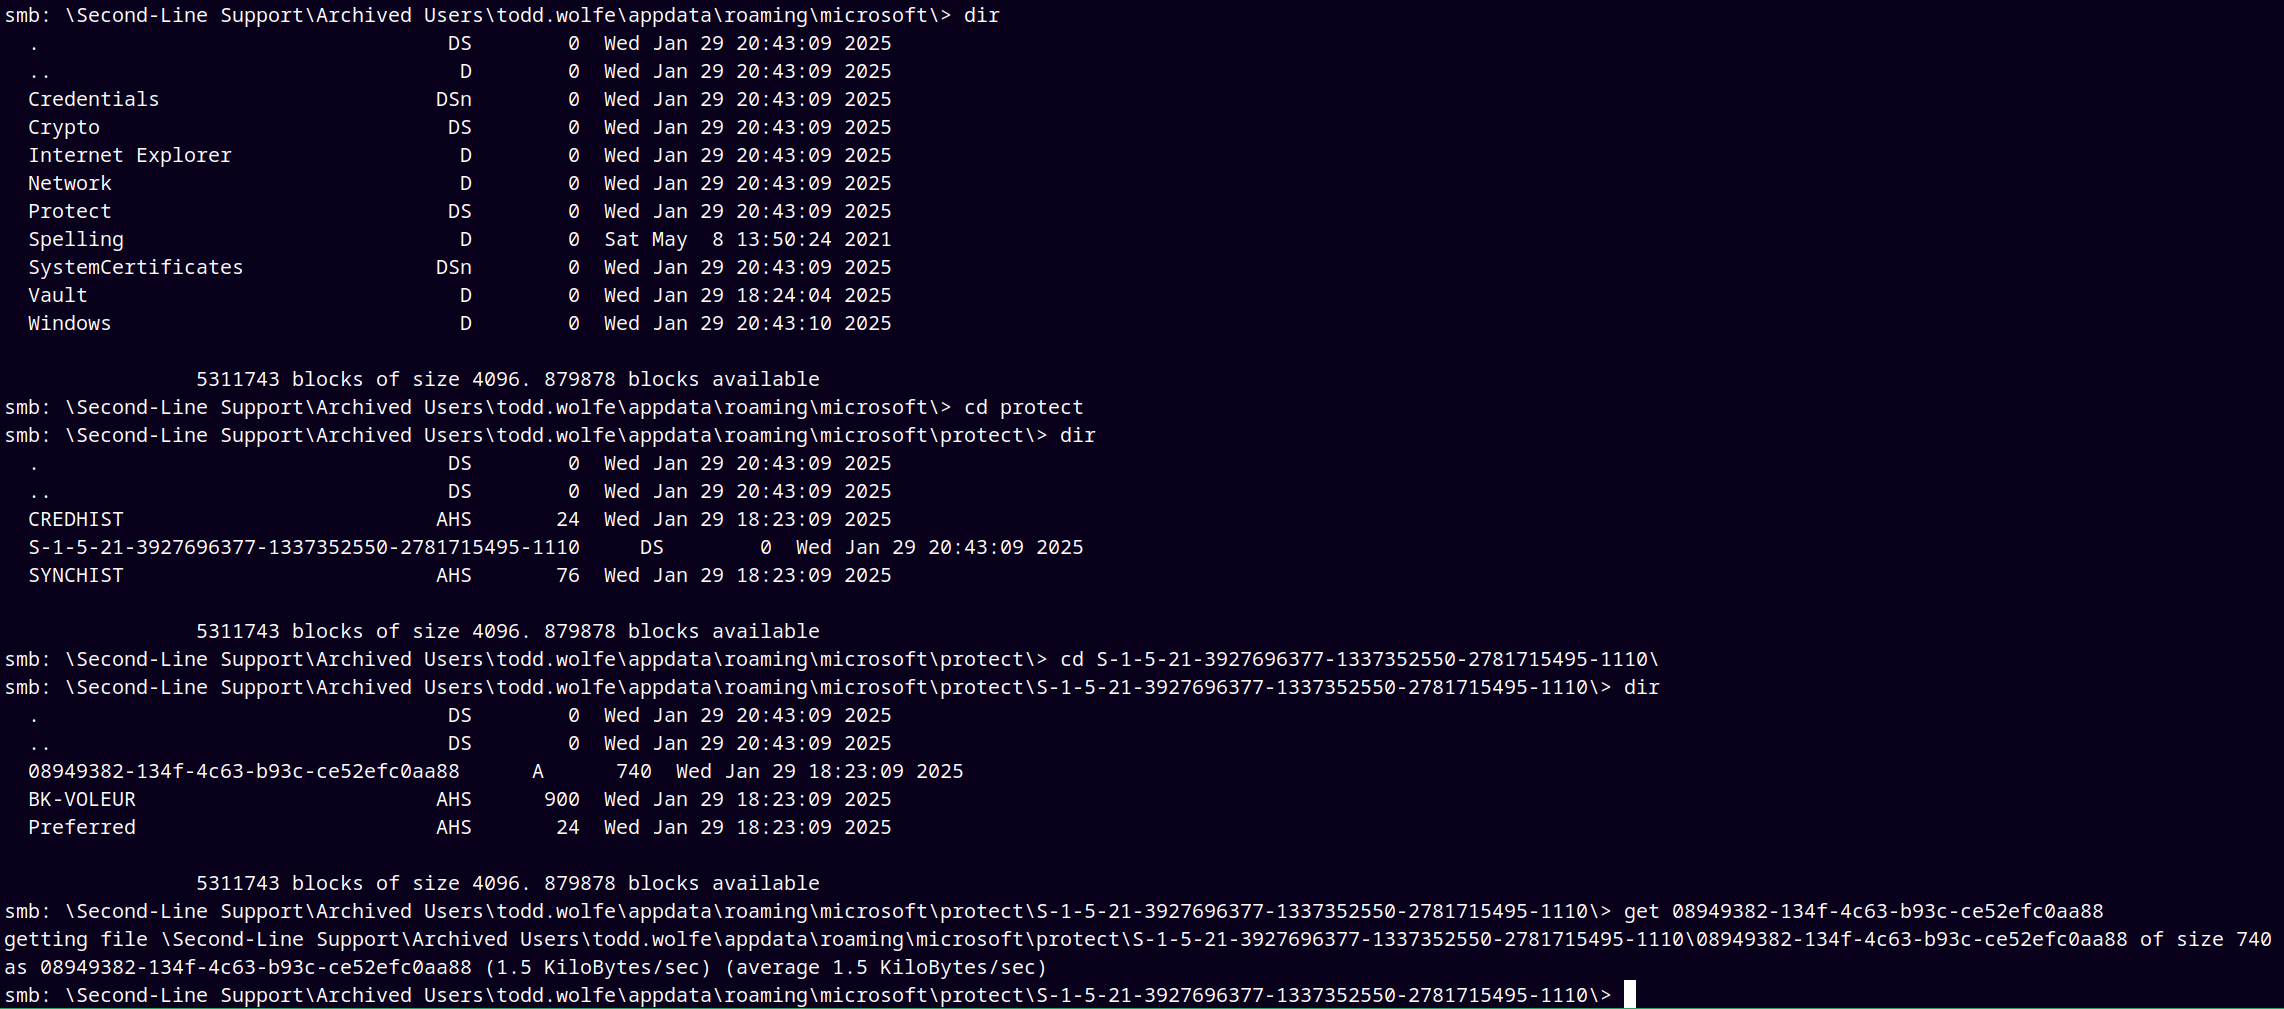 smb: \Second-Line Support\Archived Users\todd.wolfe\appdata\roaming\microsoft\> dir
  .                                  DS        0  Wed Jan 29 20:43:09 2025
  ..                                  D        0  Wed Jan 29 20:43:09 2025
  Credentials                       DSn        0  Wed Jan 29 20:43:09 2025
  Crypto                             DS        0  Wed Jan 29 20:43:09 2025
  Internet Explorer                   D        0  Wed Jan 29 20:43:09 2025
  Network                             D        0  Wed Jan 29 20:43:09 2025
  Protect                            DS        0  Wed Jan 29 20:43:09 2025
  Spelling                            D        0  Sat May  8 13:50:24 2021
  SystemCertificates                DSn        0  Wed Jan 29 20:43:09 2025
  Vault                               D        0  Wed Jan 29 18:24:04 2025
  Windows                             D        0  Wed Jan 29 20:43:10 2025

                5311743 blocks of size 4096. 879878 blocks available
smb: \Second-Line Support\Archived Users\todd.wolfe\appdata\roaming\microsoft\> cd protect
smb: \Second-Line Support\Archived Users\todd.wolfe\appdata\roaming\microsoft\protect\> dir
  .                                  DS        0  Wed Jan 29 20:43:09 2025
  ..                                 DS        0  Wed Jan 29 20:43:09 2025
  CREDHIST                          AHS       24  Wed Jan 29 18:23:09 2025
  S-1-5-21-3927696377-1337352550-2781715495-1110     DS        0  Wed Jan 29 20:43:09 2025
  SYNCHIST                          AHS       76  Wed Jan 29 18:23:09 2025

                5311743 blocks of size 4096. 879878 blocks available
smb: \Second-Line Support\Archived Users\todd.wolfe\appdata\roaming\microsoft\protect\> cd S-1-5-21-3927696377-1337352550-2781715495-1110\
smb: \Second-Line Support\Archived Users\todd.wolfe\appdata\roaming\microsoft\protect\S-1-5-21-3927696377-1337352550-2781715495-1110\> dir
  .                                  DS        0  Wed Jan 29 20:43:09 2025
  ..                                 DS        0  Wed Jan 29 20:43:09 2025
  08949382-134f-4c63-b93c-ce52efc0aa88      A      740  Wed Jan 29 18:23:09 2025
  BK-VOLEUR                         AHS      900  Wed Jan 29 18:23:09 2025
  Preferred                         AHS       24  Wed Jan 29 18:23:09 2025

                5311743 blocks of size 4096. 879878 blocks available
smb: \Second-Line Support\Archived Users\todd.wolfe\appdata\roaming\microsoft\protect\S-1-5-21-3927696377-1337352550-2781715495-1110\> get 08949382-134f-4c63-b93c-ce52efc0aa88
getting file \Second-Line Support\Archived Users\todd.wolfe\appdata\roaming\microsoft\protect\S-1-5-21-3927696377-1337352550-2781715495-1110\08949382-134f-4c63-b93c-ce52efc0aa88 of size 740
as 08949382-134f-4c63-b93c-ce52efc0aa88 (1.5 KiloBytes/sec) (average 1.5 KiloBytes/sec)
smb: \Second-Line Support\Archived Users\todd.wolfe\appdata\roaming\microsoft\protect\S-1-5-21-3927696377-1337352550-2781715495-1110\>